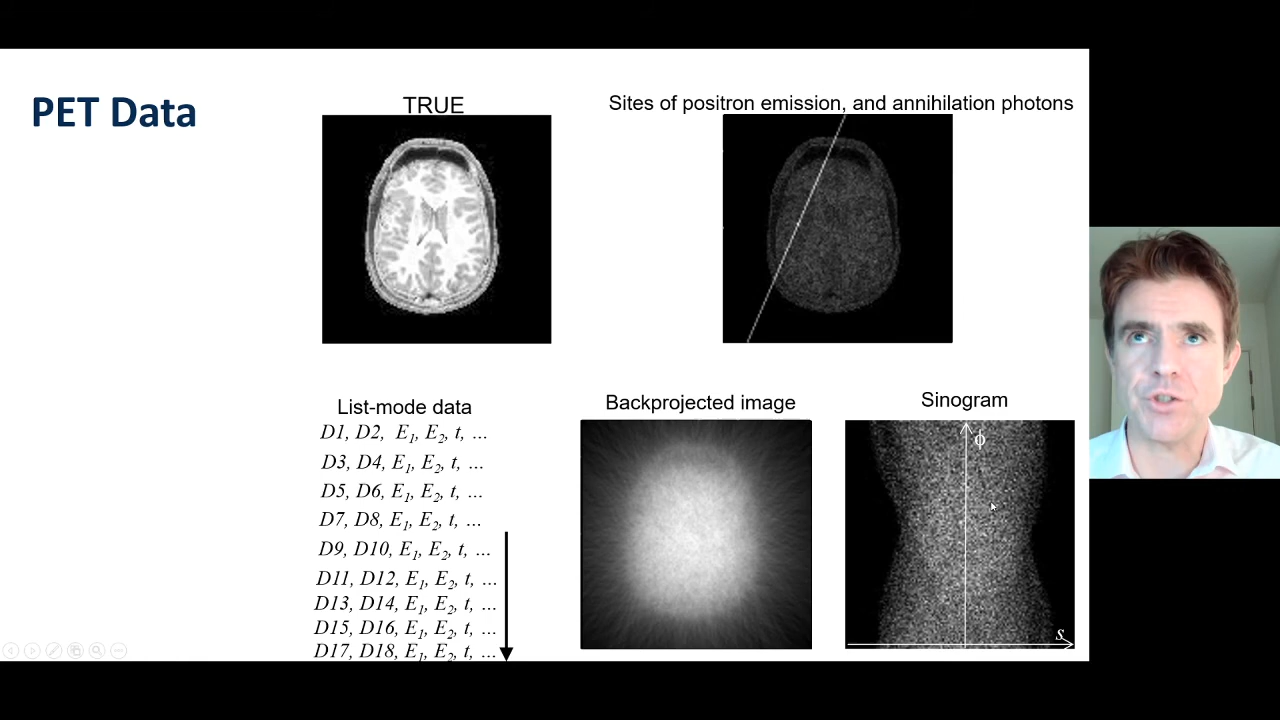 PET Data
TRUE
Sites of positron emission, and annihilation photons
List-mode data
D1, D2, E1, E2, t, ...
D3, D4, E1, E2, t, ...
D5, D6, E1, E2, t, ...
D7, D8, E1, E2, t, ...
D9, D10, E1, E2, t, ...
D11, D12, E1, E2, t, ...
D13, D14, E1, E2, t, ...
D15, D16, E1, E2, t, ...
D17, D18, E1, E2, t, ...
Backprojected image
Sinogram
ϕ
s